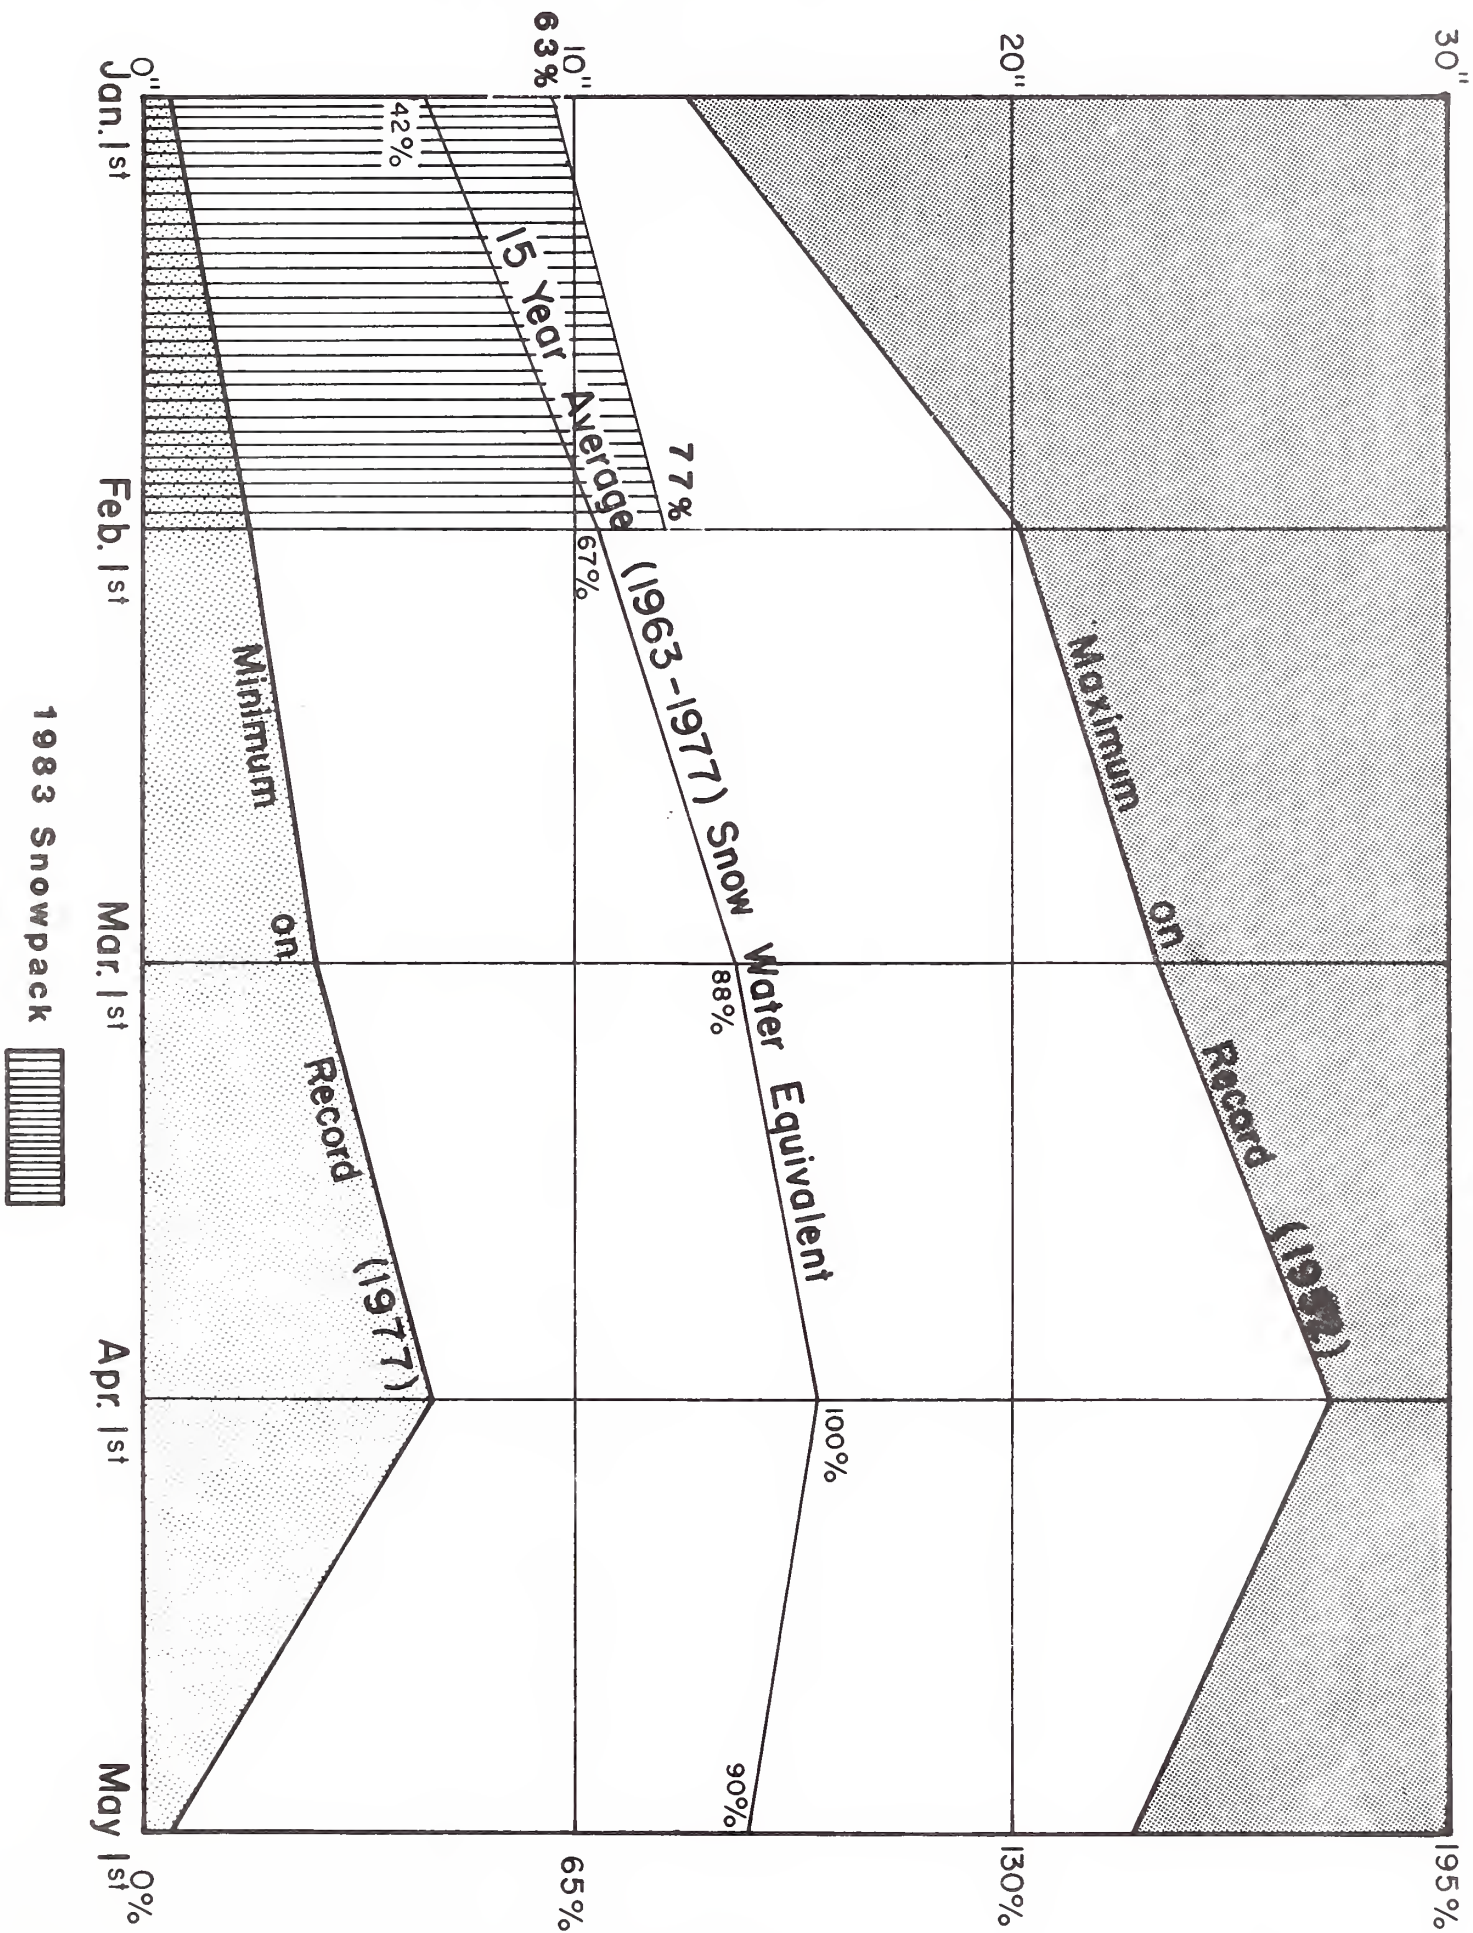 30"
20"
10"
0"
63%
42%
77%
67%
88%
100%
90%
Maximum on Record
15 Year Average (1963-1977) Snow Water Equivalent
Minimum on Record (1977)
195%
130%
65%
0%
Jan. 1st
Feb. 1st
Mar. 1st
Apr. 1st
May 1st
1983 Snowpack